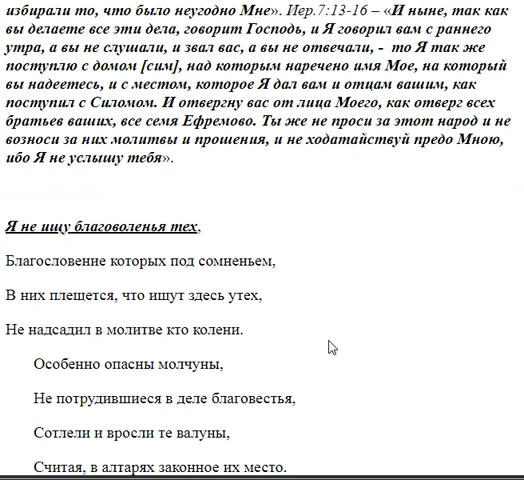 избирали то, что было неугодно Мне». Иер.7:13-16 – «И ныне, так как
вы делаете все эти дела, говорит Господь, и Я говорил вам с раннего
утра, а вы не слушали, и звал вас, а вы не отвечали, -  то Я так же
поступлю с домом [сим], над которым наречено имя Мое, на который
вы надеетесь, и с местом, которое Я дал вам и отцам вашим, как
поступил с Силомом. И отвергну вас от лица Моего, как отверг всех
братьев ваших, все семя Ефремово. Ты же не проси за этот народ и не
возноси за них молитвы и прошения, и не ходатайствуй предо Мною,
ибо Я не услышу тебя».
Я не ищу благоволенья тех,
Благословение которых под сомненьем,
В них плещется, что ищут здесь утех,
Не надсадил в молитве кто колени.
Особенно опасны молчуны,
Не потрудившиеся в деле благовестья,
Сотлели и вросли те валуны,
Считая, в алтарях законное их место.